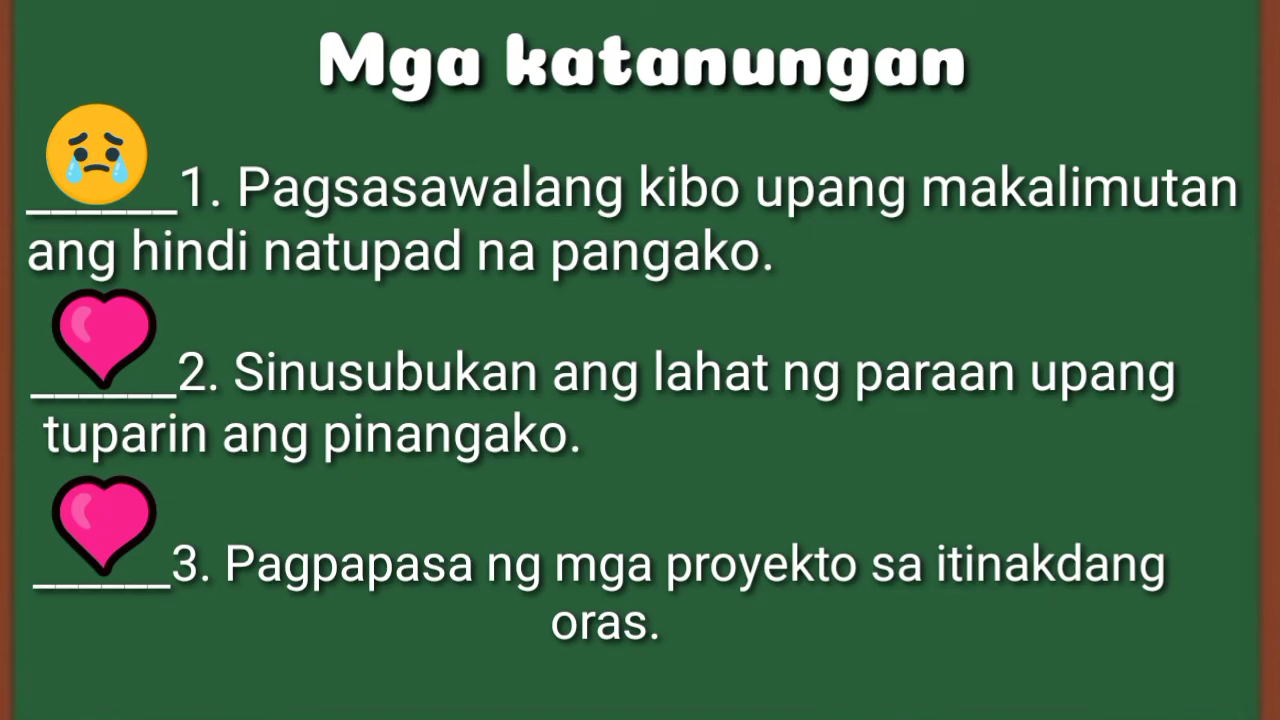 Mga katanungan
______1. Pagsasawalang kibo upang makalimutan
ang hindi natupad na pangako.
______2. Sinusubukan ang lahat ng paraan upang
tuparin ang pinangako.
______3. Pagpapasa ng mga proyekto sa itinakdang
oras.